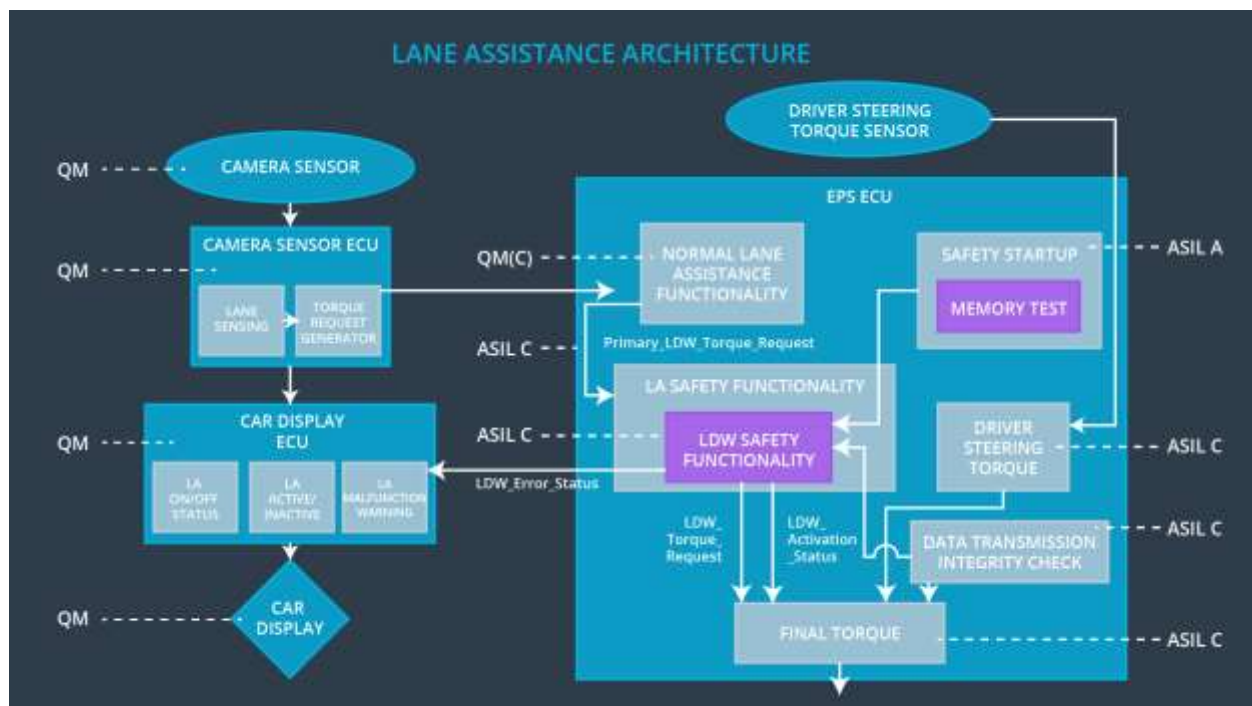 LANE ASSISTANCE ARCHITECTURE
DRIVER STEERING
TORQUE SENSOR
QM
CAMERA SENSOR
EPS ECU
CAMERA SENSOR ECU
QM
LANE
SENSING
TORQUE
REQUEST
GENERATOR
QM(C)
NORMAL LANE
ASSISTANCE
FUNCTIONALITY
SAFETY STARTUP
MEMORY TEST
ASIL A
ASIL C
Primary_LDW_Torque_Request
LA SAFETY FUNCTIONALITY
CAR DISPLAY
ECU
QM
LA
ON/OFF
STATUS
LA
ACTIVE/
INACTIVE
LA
MALFUNCTION
WARNING
ASIL C
LDW SAFETY
FUNCTIONALITY
DRIVER
STEERING
TORQUE
ASIL C
LDW_Error_Status
LDW_
Torque_
Request
LDW_
Activation
_Status
DATA TRANSMISSION
INTEGRITY CHECK
ASIL C
QM
CAR
DISPLAY
FINAL TORQUE
ASIL C